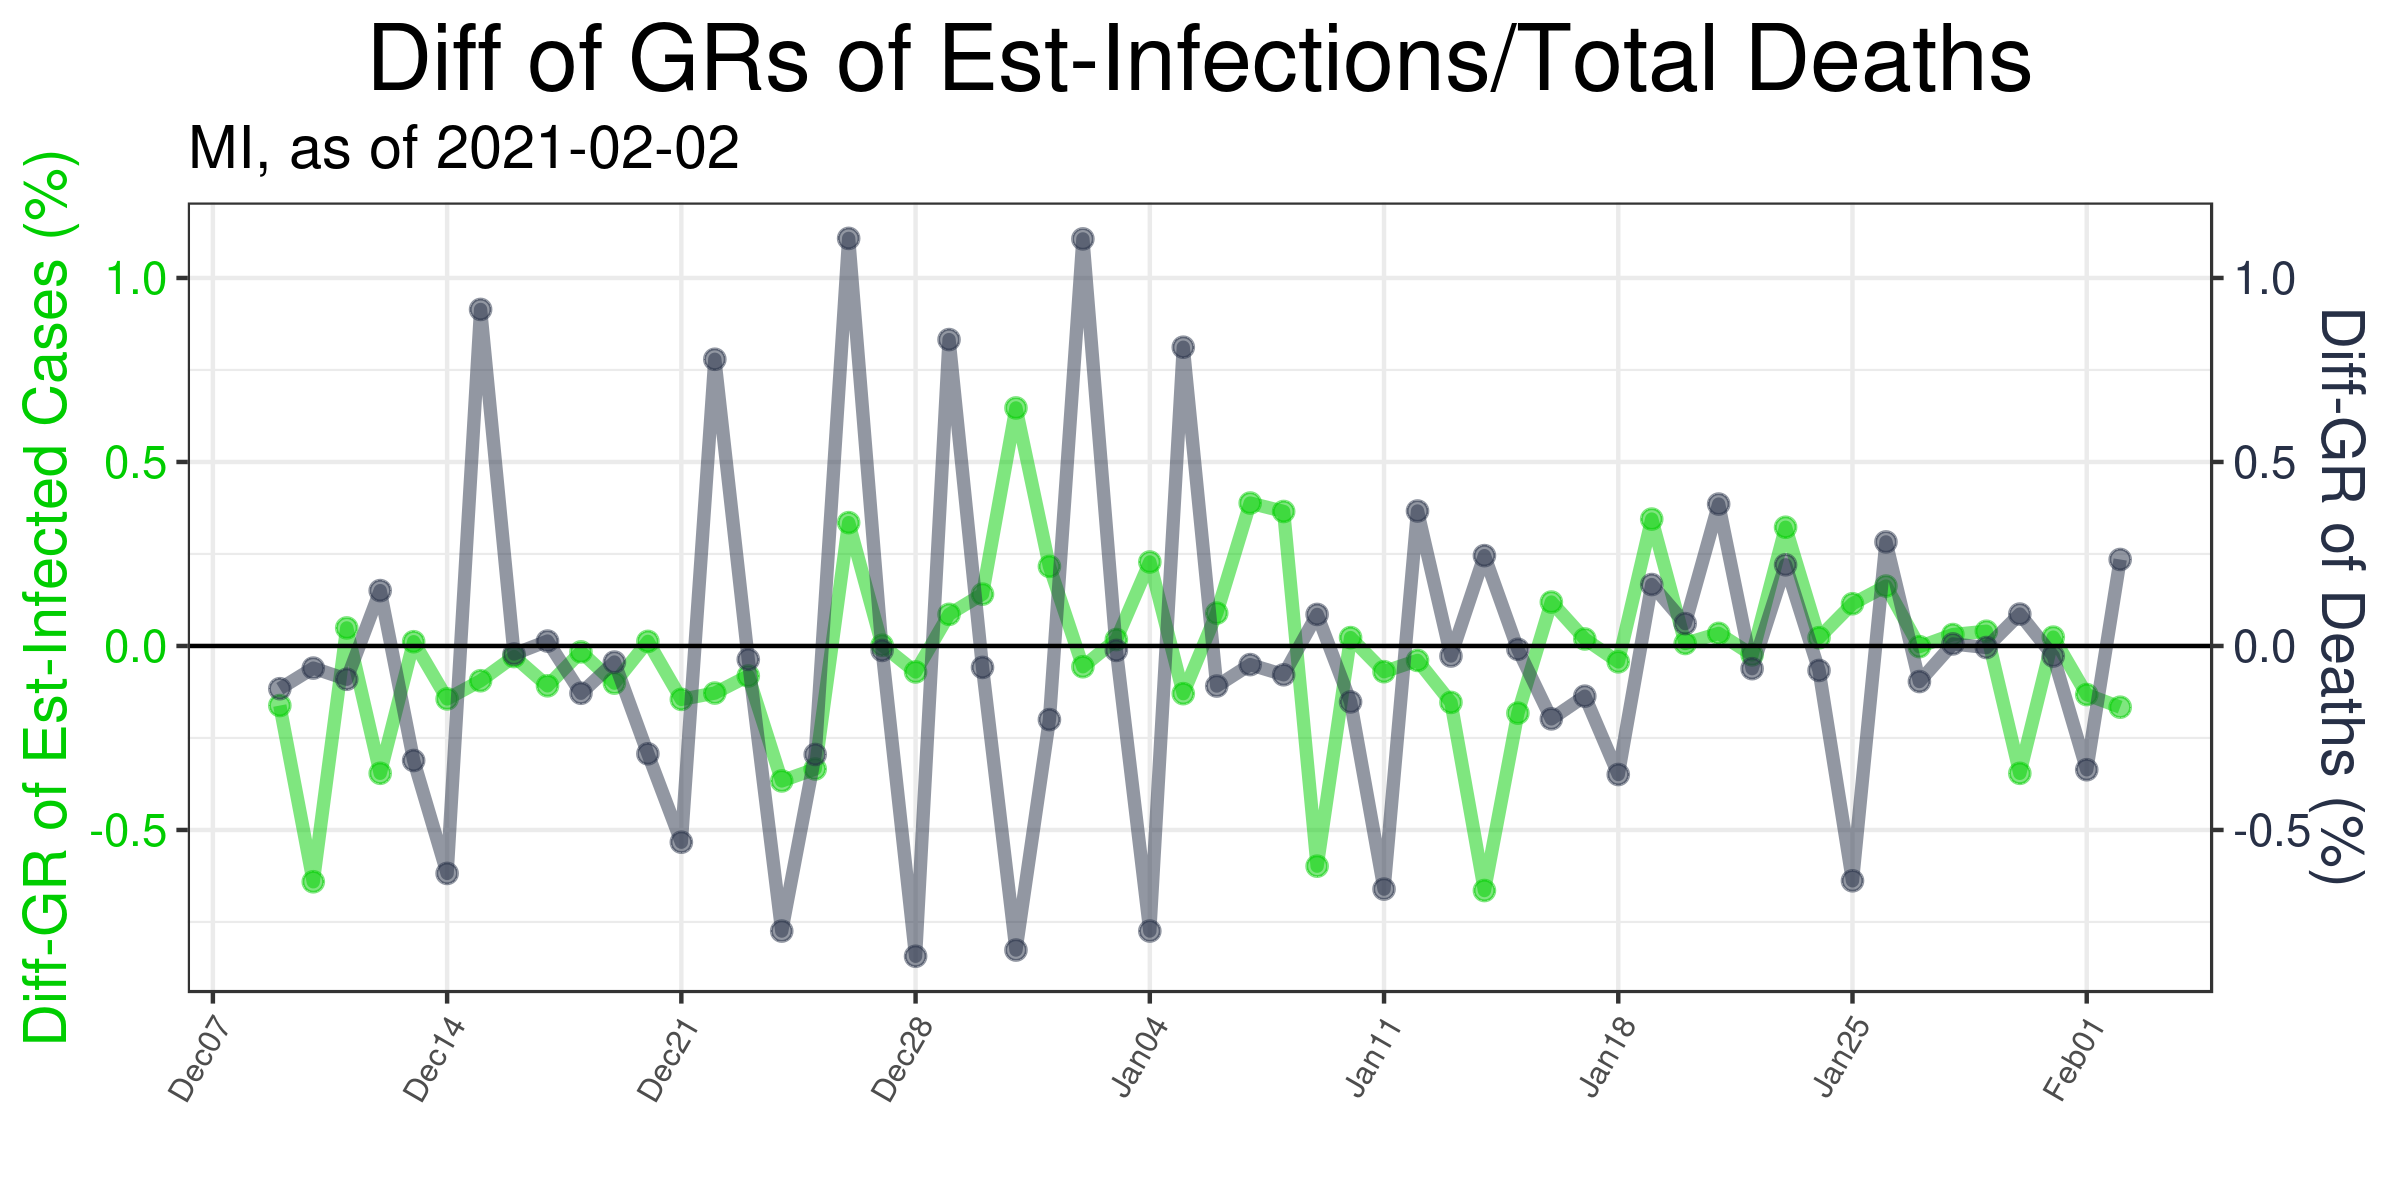 Diff of GRs of Est-Infections/Total Deaths
MI, as of 2021-02-02
Diff-GR of Est-Infected Cases (%)
1.0
0.5
0.0
-0.5
1.0
0.5
0.0
-0.5
Diff-GR of Deaths (%)
Dec07
Dec14
Dec21
Dec28
Jan04
Jan11
Jan18
Jan25
Feb01